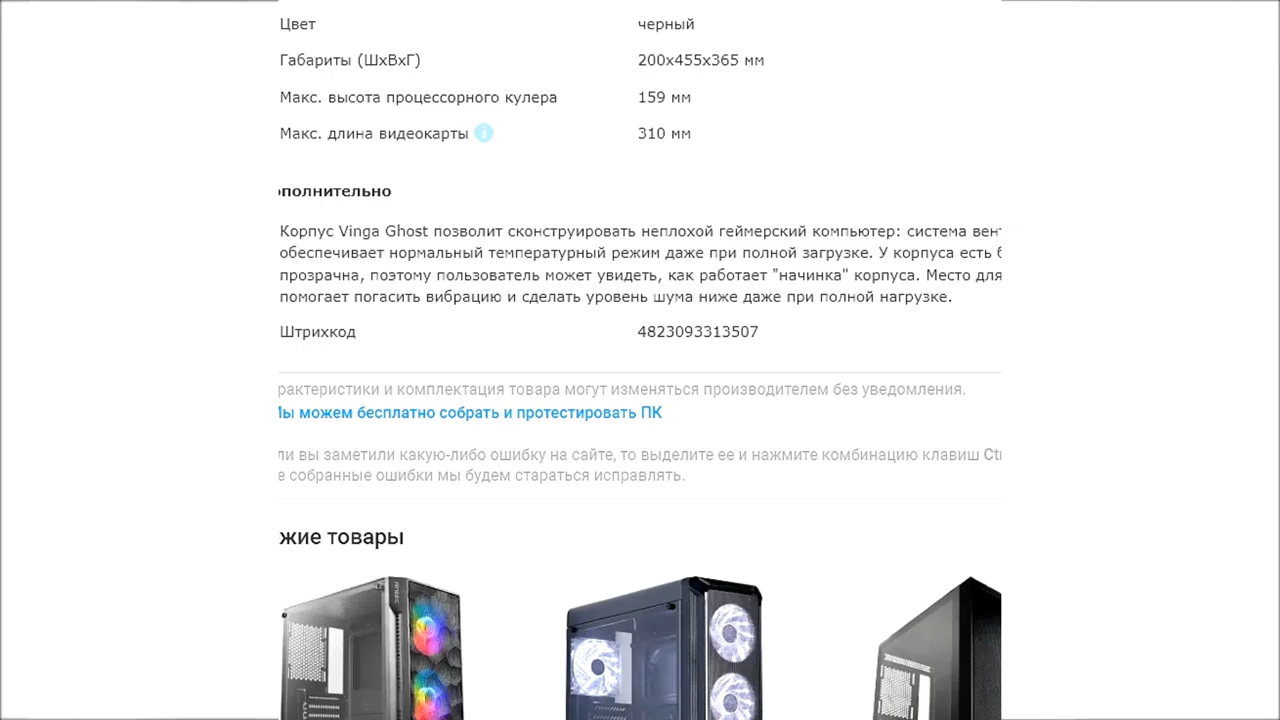 Цвет черный
Габариты (ШхВхГ) 200х455х365 мм
Макс. высота процессорного кулера 159 мм
Макс. длина видеокарты 310 мм
ополнительно
Корпус Vinga Ghost позволит сконструировать неплохой геймерский компьютер: система вент
обеспечивает нормальный температурный режим даже при полной загрузке. У корпуса есть б
прозрачна, поэтому пользователь может увидеть, как работает "начинка" корпуса. Место для
помогает погасить вибрацию и сделать уровень шума ниже даже при полной нагрузке.
Штрихкод 4823093313507
рактеристики и комплектация товара могут изменяться производителем без уведомления.
Мы можем бесплатно собрать и протестировать ПК
ли вы заметили какую-либо ошибку на сайте, то выделите ее и нажмите комбинацию клавиш Ctr
е собранные ошибки мы будем стараться исправлять.
жие товары